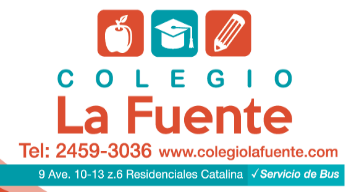 COLEGIO
La Fuente
Tel: 2459-3036 www.colegiolafuente.com
9 Ave. 10-13 z.6 Residenciales Catalina ✓Servicio de Bus